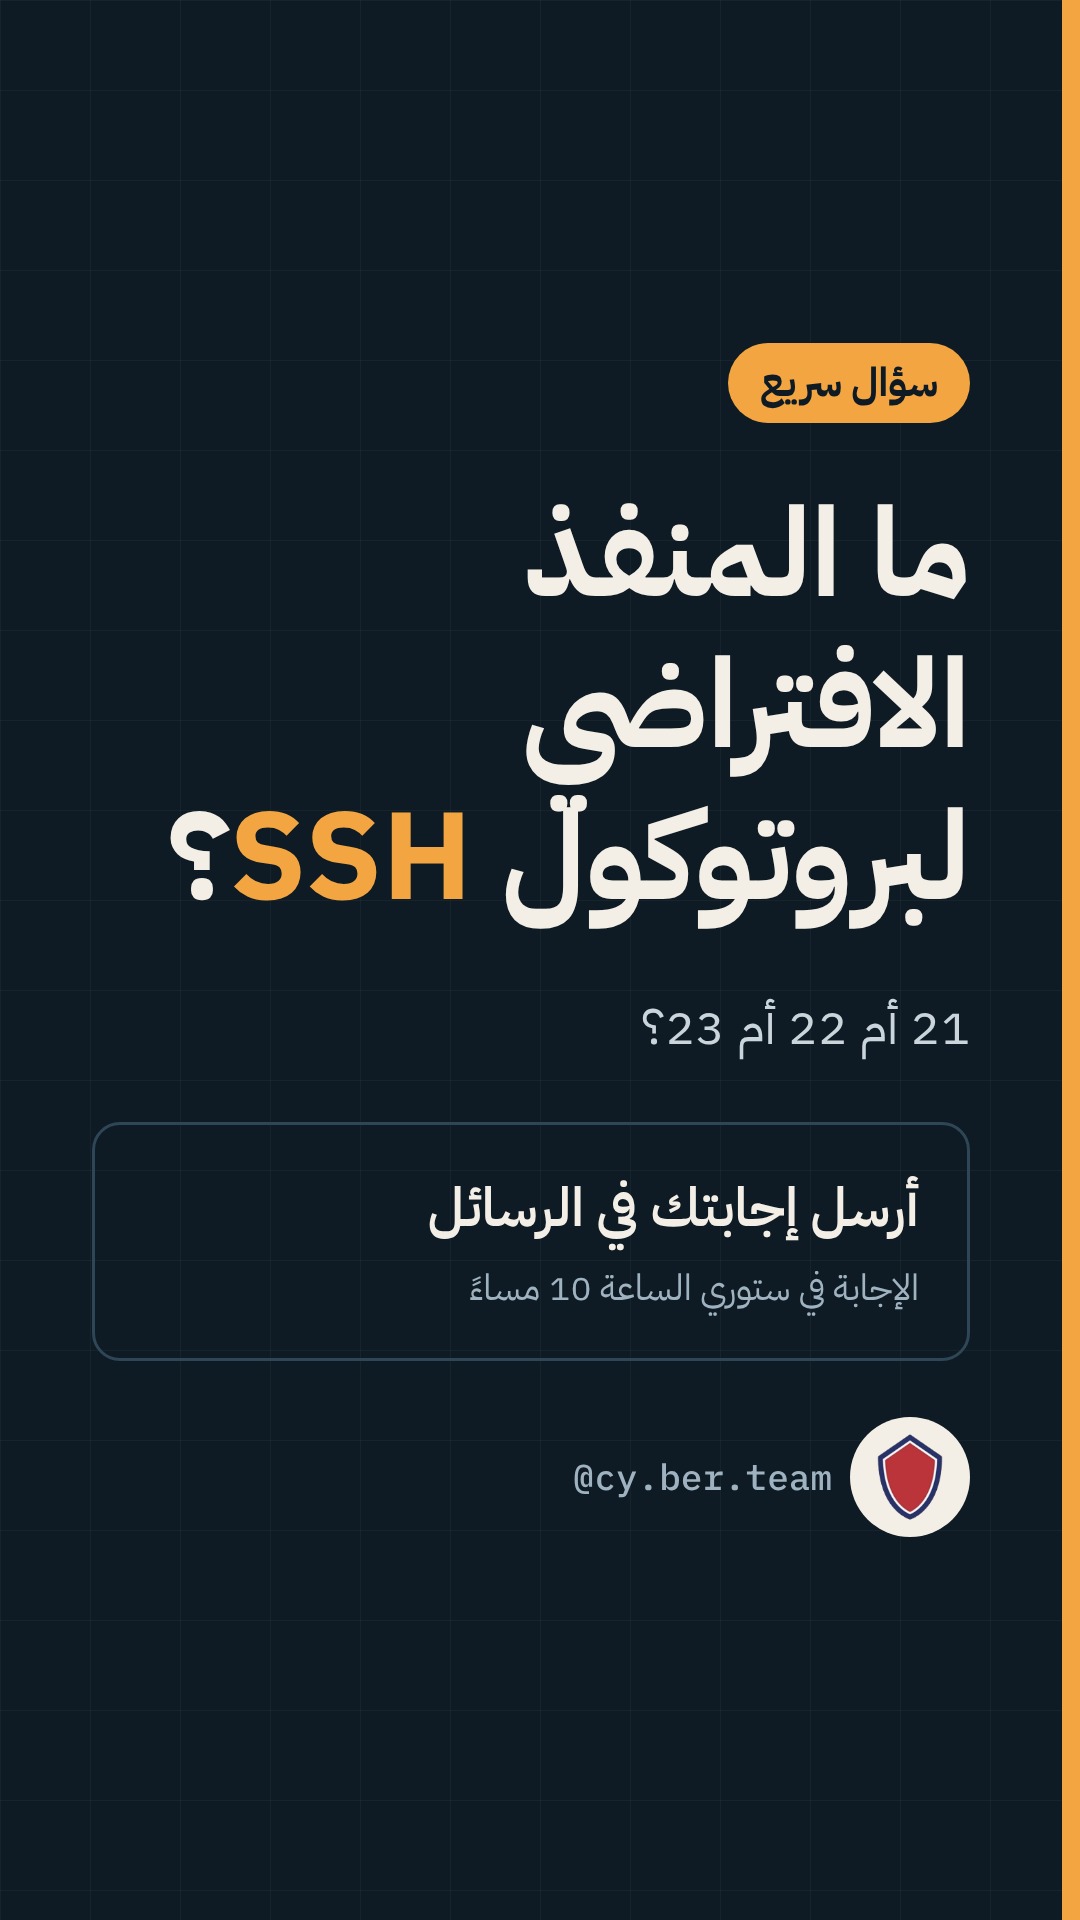 سؤال سريع
ما المنفذ
الافتراضي
لبروتوكول SSH؟
21 أم 22 أم 23؟
أرسل إجابتك في الرسائل
الإجابة في ستوري الساعة 10 مساءً
@cy.ber.team